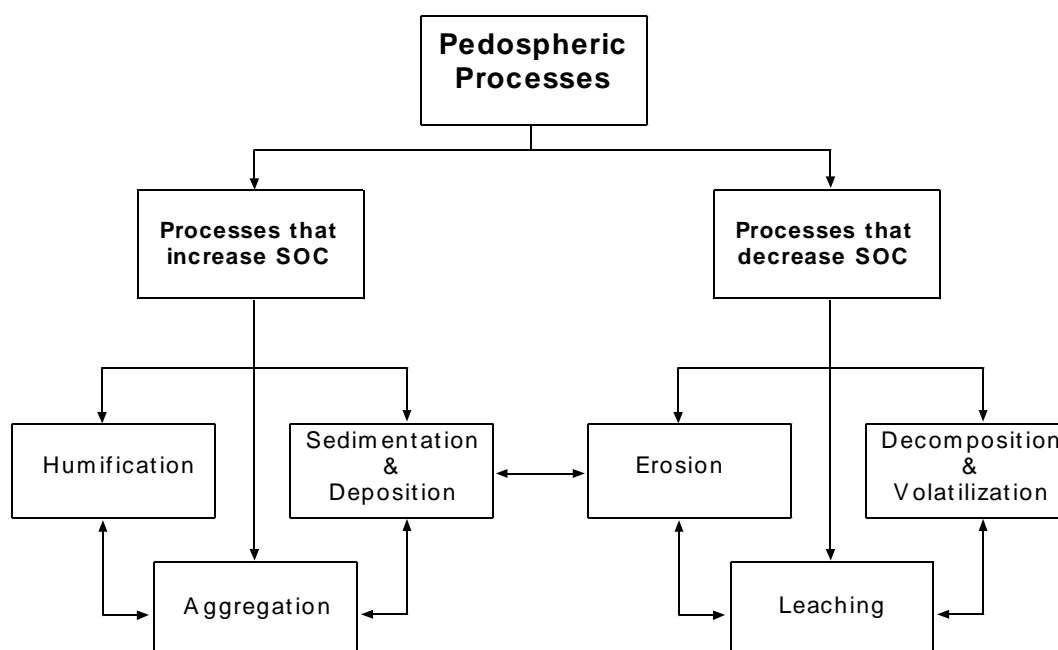 Pedospheric
Processes
Processes that
increase SOC
Processes that
decrease SOC
Humification
Sedimentation
&
Deposition
Erosion
Decomposition
&
Volatilization
Aggregation
Leaching